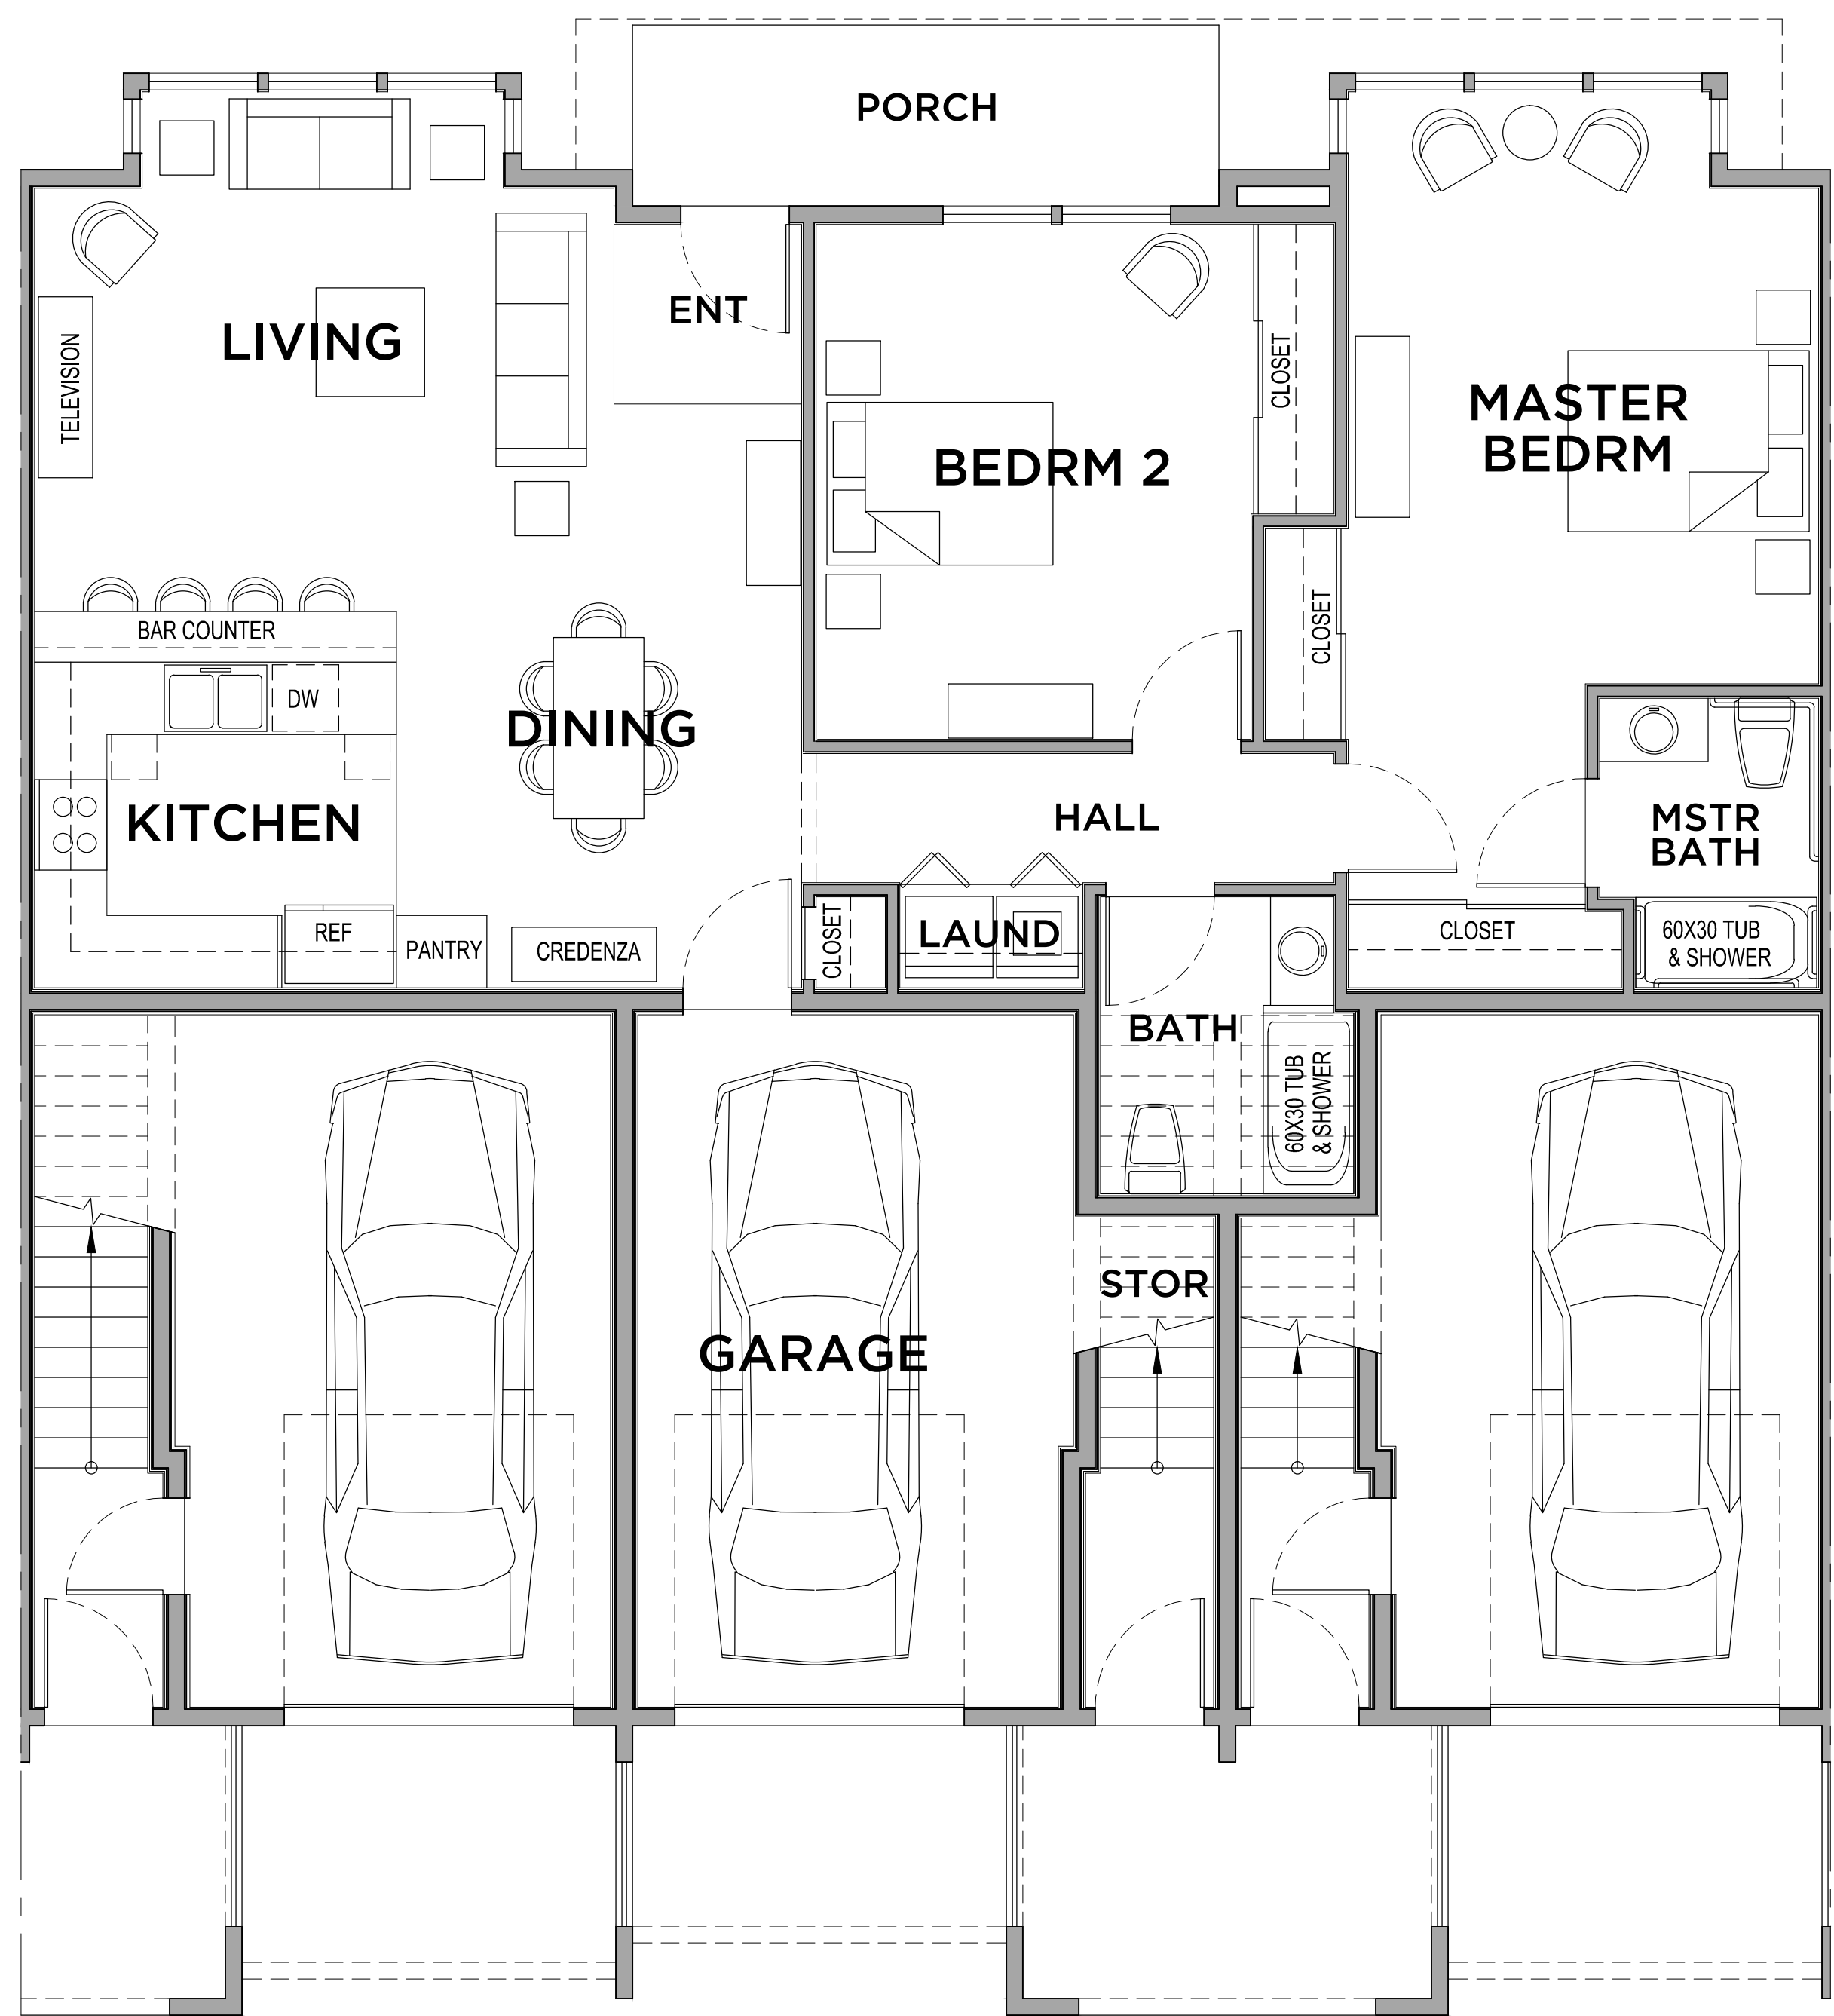 PORCH
LIVING
ENT
TELEVISION
CLOSET
MASTER
BEDRM
BEDRM 2
BAR COUNTER
CLOSET
DW
DINING
KITCHEN
HALL
MSTR
BATH
REF
PANTRY
CREDENZA
CLOSET
LAUND
CLOSET
60X30 TUB
& SHOWER
BATH
60X30 TUB
& SHOWER
STOR
GARAGE